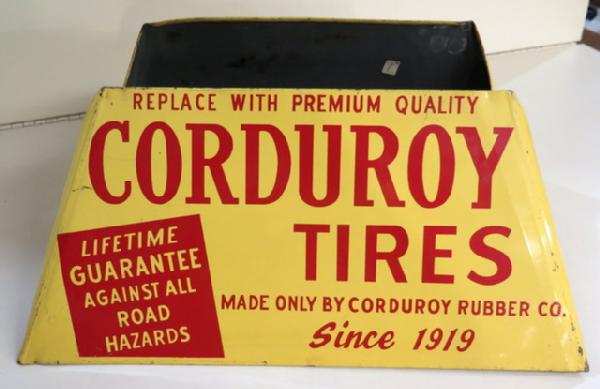 REPLACE WITH PREMIUM QUALITY
CORDUROY
TIRES
LIFETIME
GUARANTEE
AGAINST ALL
ROAD
HAZARDS
MADE ONLY BY CORDUROY RUBBER CO.
Since 1919